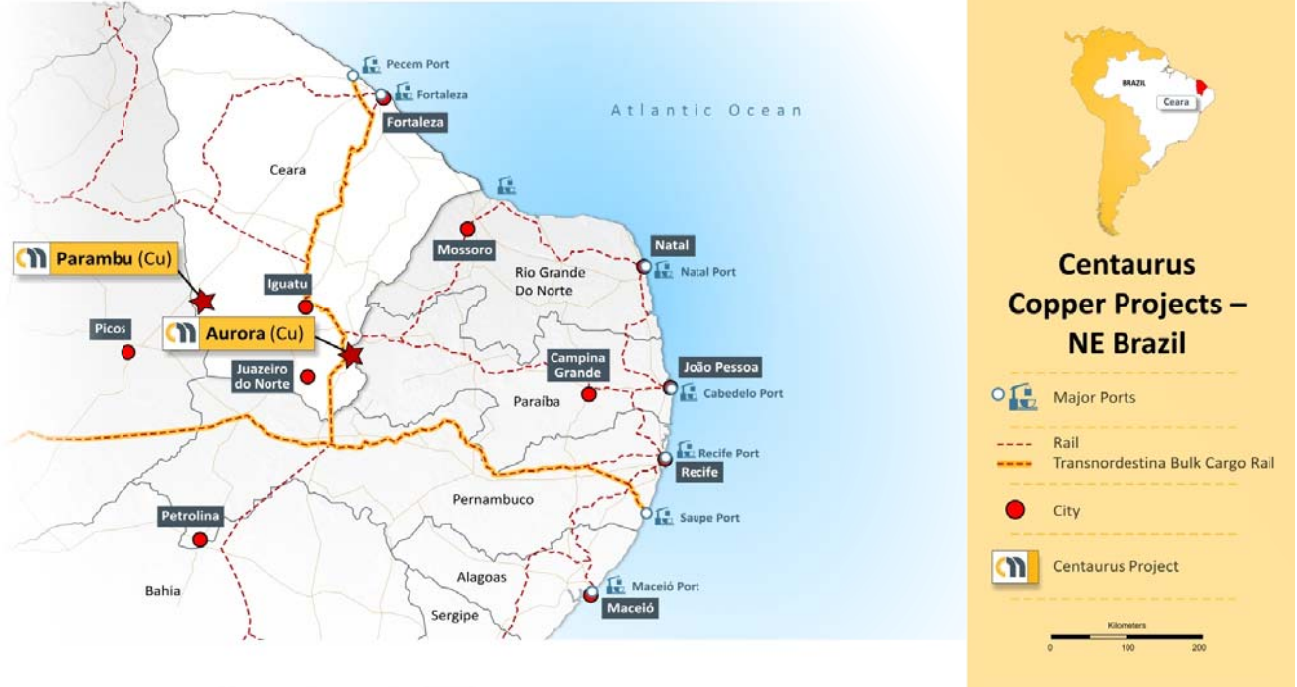 Pecem Port
Fortaleza
Fortaleza
Atlantic Ocean
Ceara
Mossoro
Natal
Natal Port
Rio Grande
Do Norte
Parambu (Cu)
Iguatu
Picos
Aurora (Cu)
Juazeiro
do Norte
Campina
Grande
João Pessoa
Cabedelo Port
Paraíba
Recife Port
Recife
Pernambuco
Saupe Port
Petrolina
Bahia
Alagoas
Sergipe
Maceió Port
Maceió
BRAZIL
Ceara
Centaurus
Copper Projects –
NE Brazil
Major Ports
Rail
Transnordestina Bulk Cargo Rail
City
Centaurus Project
Kilometers
0 100 200